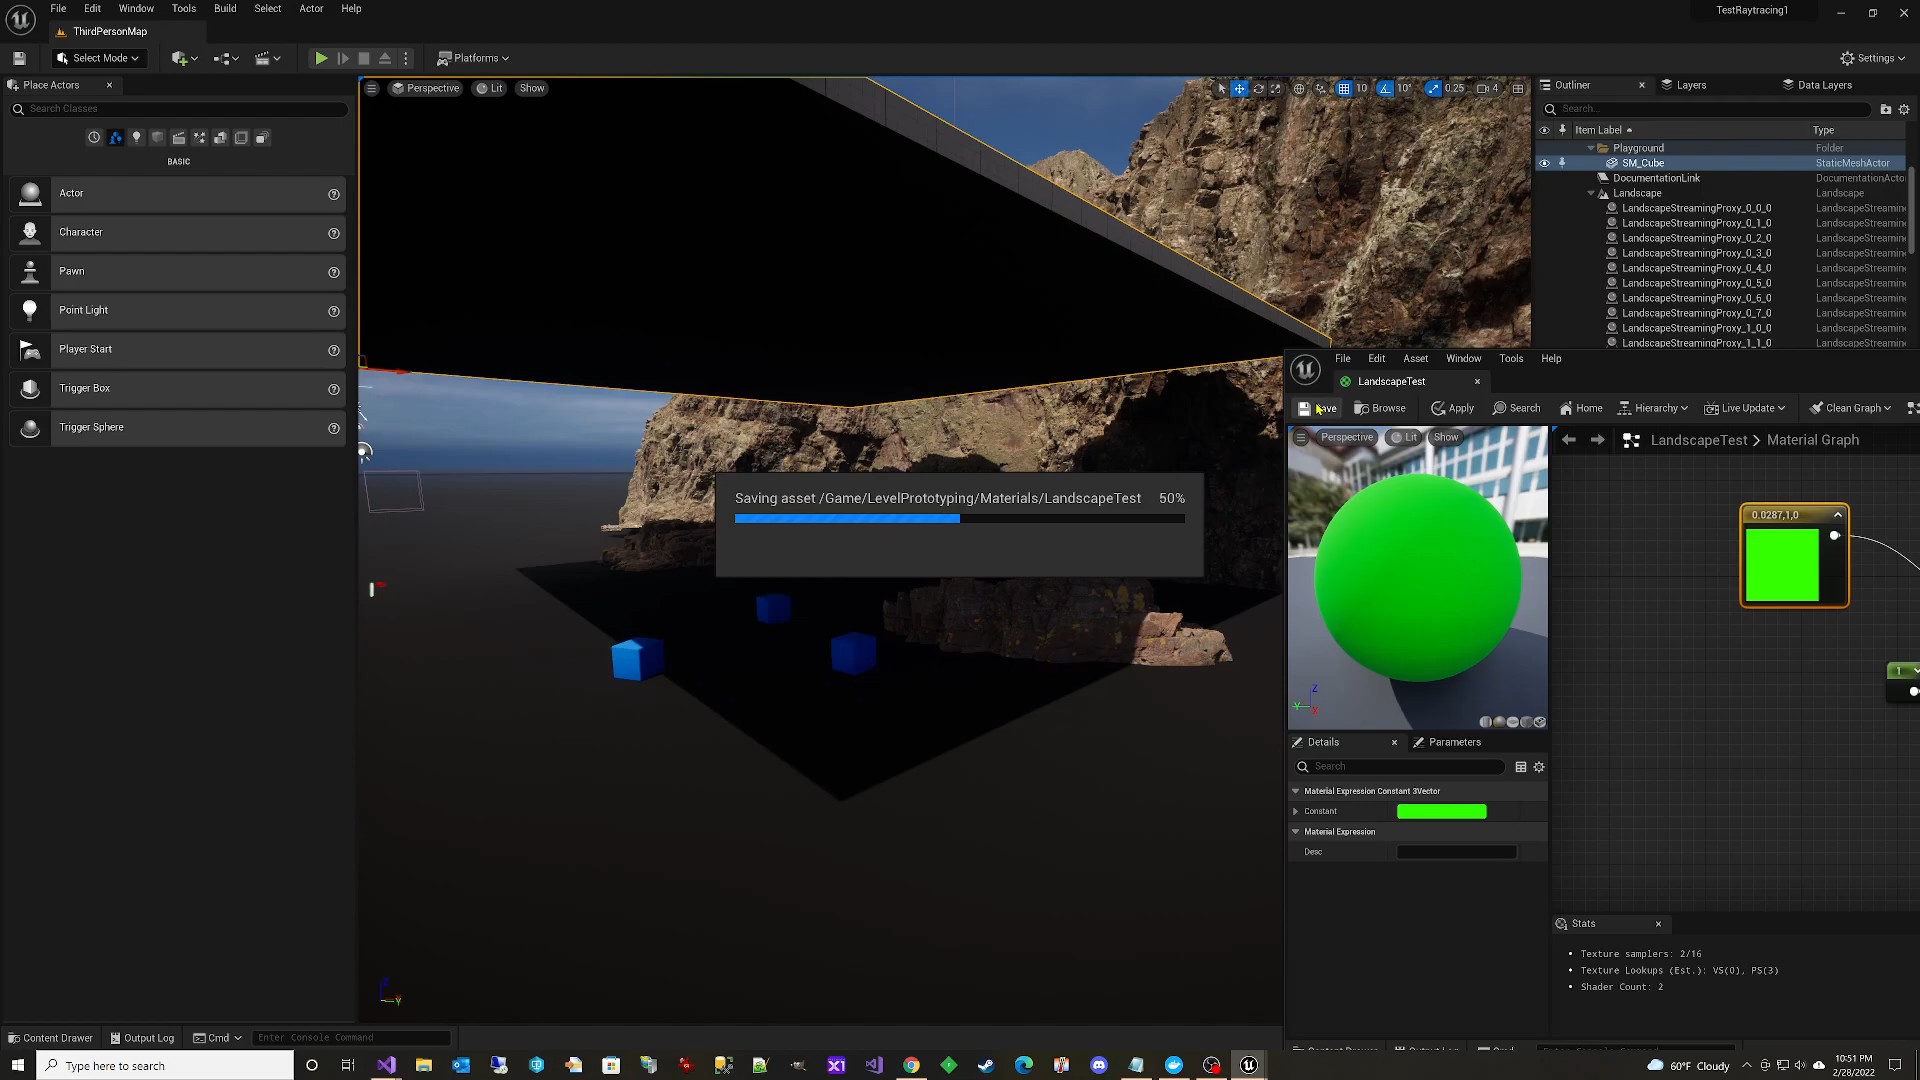 File Edit Window Tools Build Select Actor Help
TestRaytracing1
ThirdPersonMap
Select Mode
Platforms
Settings
Place Actors
Search Classes
BASIC
Actor
Character
Pawn
Point Light
Player Start
Trigger Box
Trigger Sphere
Perspective Lit Show
10 10° 0.25 4
Outliner Layers Data Layers
Search...
Item Label Type
Playground Folder
SM_Cube StaticMeshActor
DocumentationLink DocumentationActo
Landscape Landscape
LandscapeStreamingProxy_0_0_0 LandscapeStreamin
LandscapeStreamingProxy_0_1_0 LandscapeStreamin
LandscapeStreamingProxy_0_2_0 LandscapeStreamin
LandscapeStreamingProxy_0_3_0 LandscapeStreamin
LandscapeStreamingProxy_0_4_0 LandscapeStreamin
LandscapeStreamingProxy_0_5_0 LandscapeStreamin
LandscapeStreamingProxy_0_6_0 LandscapeStreamin
LandscapeStreamingProxy_0_7_0 LandscapeStreamin
LandscapeStreamingProxy_1_0_0 LandscapeStreamin
LandscapeStreamingProxy_1_1_0 LandscapeStreamin
File Edit Asset Window Tools Help
LandscapeTest
Save Browse Apply Search Home Hierarchy Live Update Clean Graph
Perspective Lit Show
LandscapeTest > Material Graph
0.0287,1,0
1
Saving asset /Game/LevelPrototyping/Materials/LandscapeTest 50%
Z
Y
X
Details Parameters
Search
Material Expression Constant 3Vector
Constant
Material Expression
Desc
Stats
Texture samplers: 2/16
Texture Lookups (Est.): VS(0), PS(3)
Shader Count: 2
Z
Y
Content Drawer Output Log Cmd Enter Console Command
Type here to search
60°F Cloudy
10:51 PM
2/28/2022